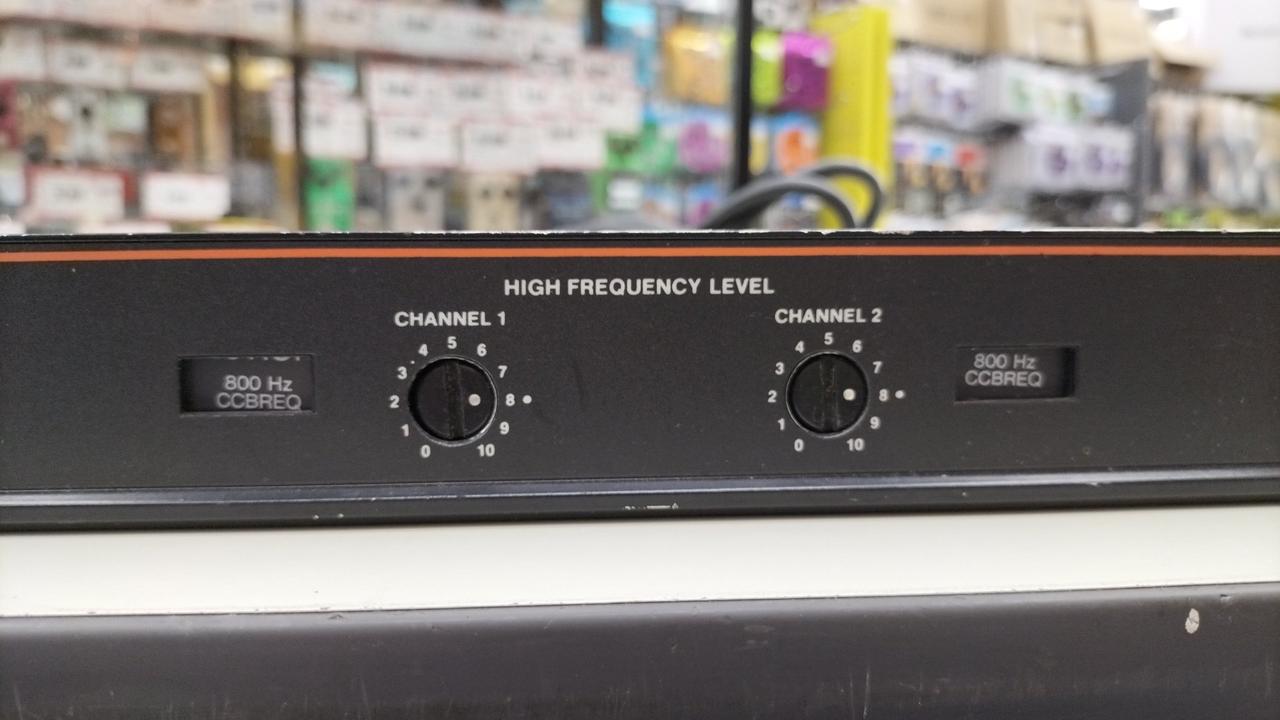 HIGH FREQUENCY LEVEL
CHANNEL 1
CHANNEL 2
800 Hz
CCBREQ
0 1 2 3 4 5 6 7 8 9 10
0 1 2 3 4 5 6 7 8 9 10
800 Hz
CCBREQ